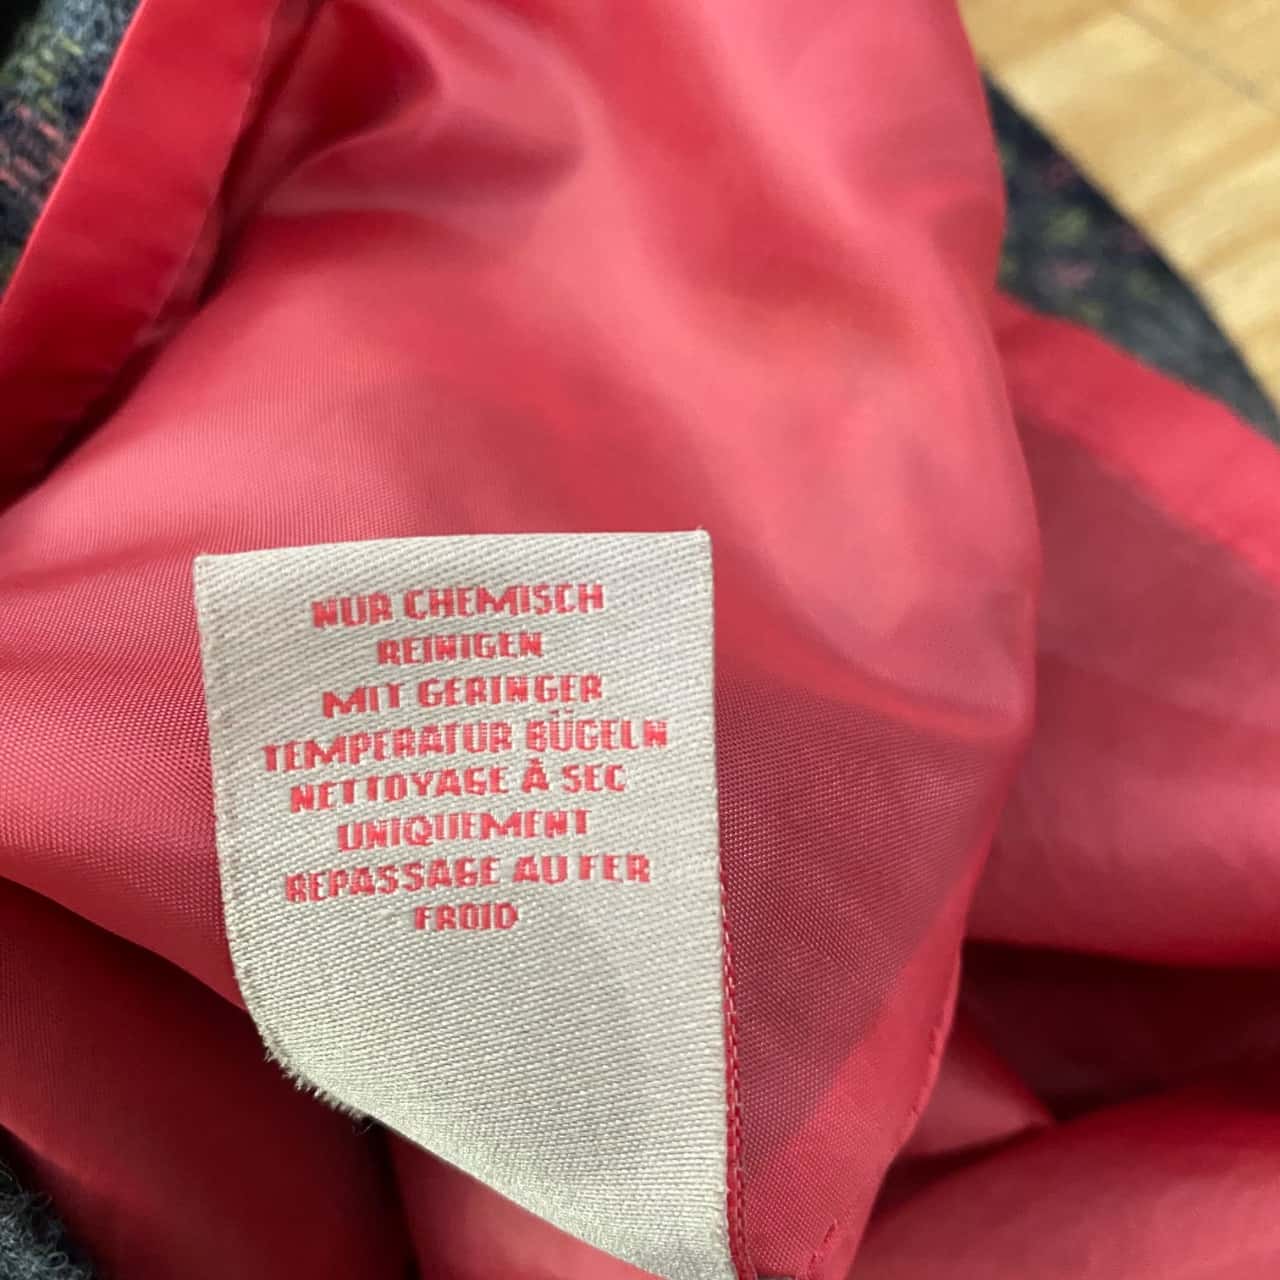 NUR CHEMISCH
REINIGEN
MIT GERINGER
TEMPERATUR BÜGELN
NETTOYAGE À SEC
UNIQUEMENT
REPASSAGE AU FER
FROID